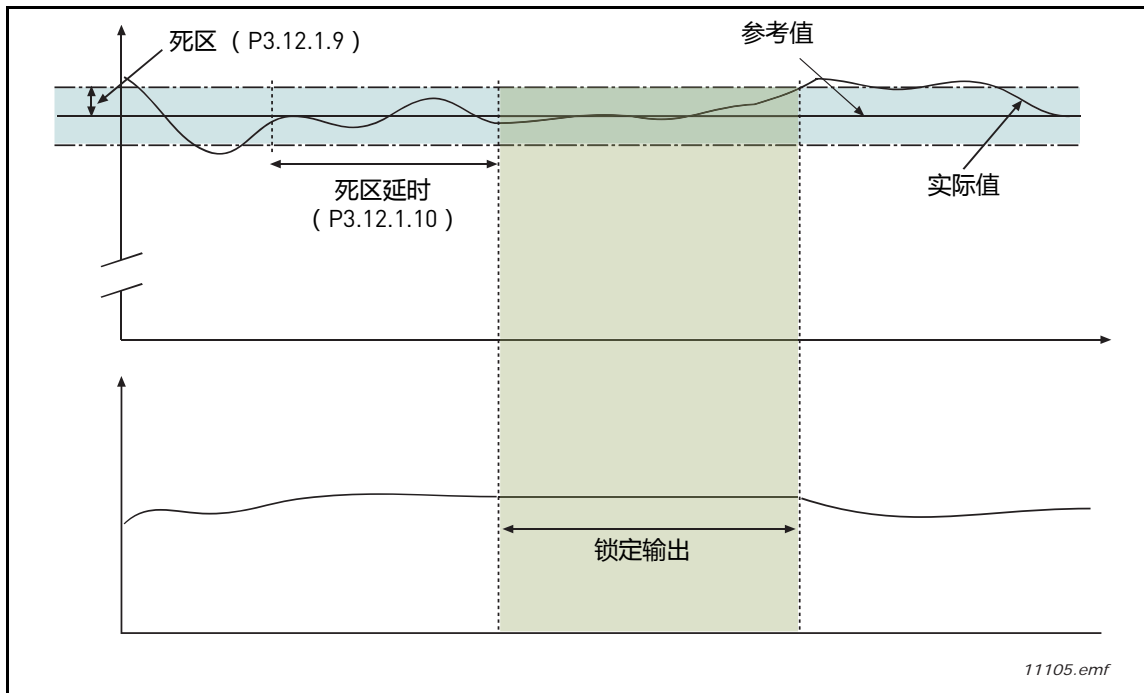 参考值
死区 ( P3.12.1.9 )
实际值
死区延时
( P3.12.1.10 )
锁定输出
11105.emf